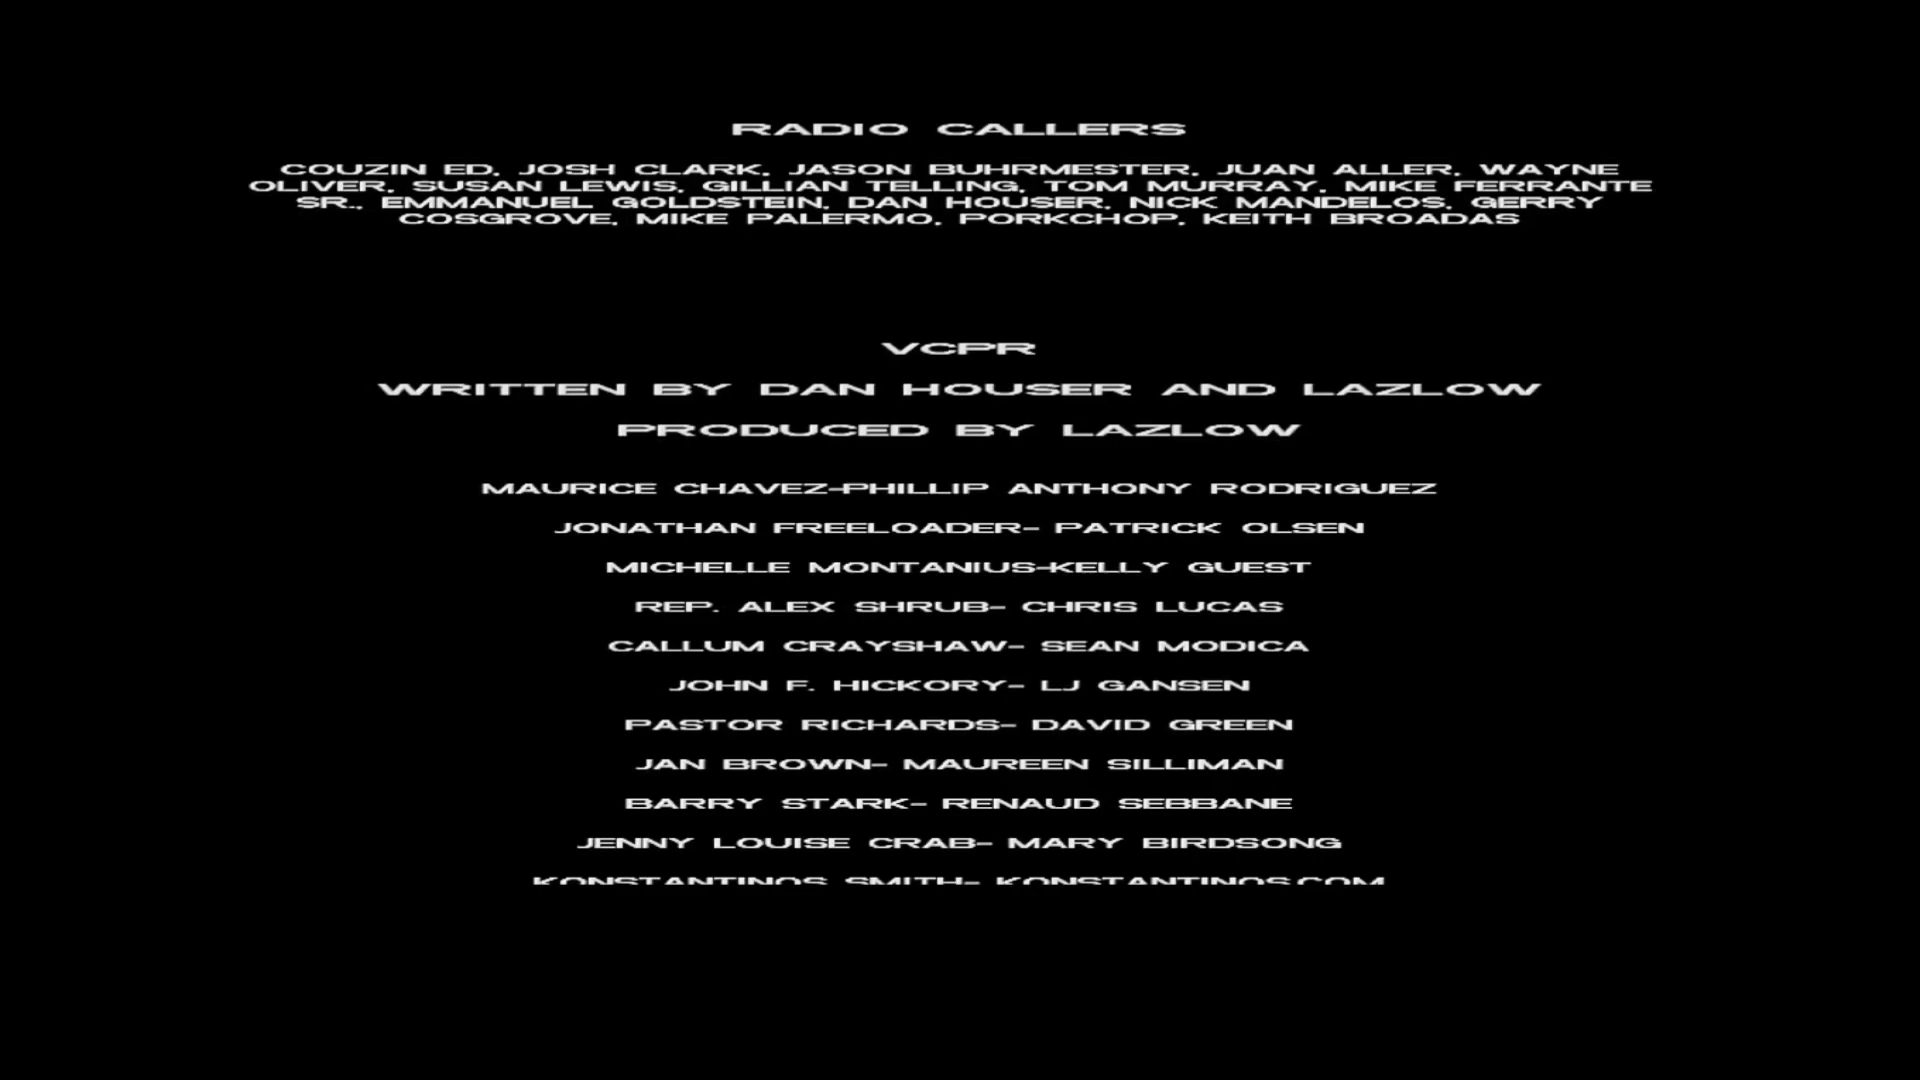 RADIO CALLERS
COUZIN ED, JOSH CLARK, JASON BUHRMESTER, JUAN ALLER, WAYNE
OLIVER, SUSAN LEWIS, GILLIAN TELLING, TOM MURRAY, MIKE FERRANTE
SR., EMMANUEL GOLDSTEIN, DAN HOUSER, NICK MANDELOS, GERRY
COSGROVE, MIKE PALERMO, PORKCHOP, KEITH BROADAS
VCPR
WRITTEN BY DAN HOUSER AND LAZLOW
PRODUCED BY LAZLOW
MAURICE CHAVEZ-PHILLIP ANTHONY RODRIGUEZ
JONATHAN FREELOADER- PATRICK OLSEN
MICHELLE MONTANIUS-KELLY GUEST
REP. ALEX SHRUB- CHRIS LUCAS
CALLUM CRAYSHAW- SEAN MODICA
JOHN F. HICKORY- LJ GANSEN
PASTOR RICHARDS- DAVID GREEN
JAN BROWN- MAUREEN SILLIMAN
BARRY STARK- RENAUD SEBBANE
JENNY LOUISE CRAB- MARY BIRDSONG
KONSTANTINOS SMITH- KONSTANTINOS.COM